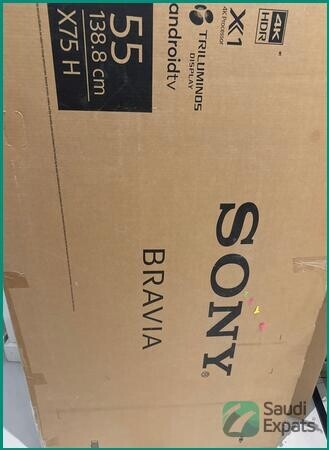 55
138.8 cm
X75 H
4K
HDR
X1
4K Processor
TRILUMINOS
DISPLAY
androidtv
SONY®
BRAVIA
Saudi
Expats